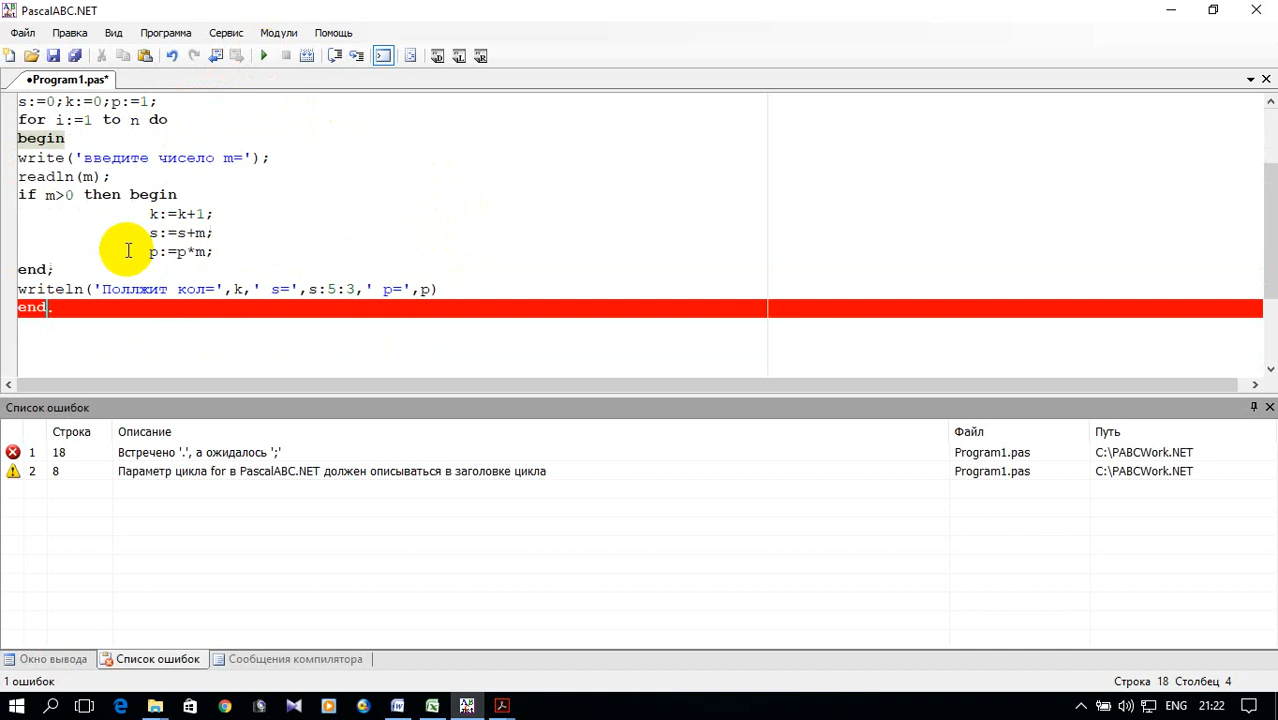 PascalABC.NET
Файл Правка Вид Программа Сервис Модули Помощь
•Program1.pas*
s:=0;k:=0;p:=1;
for i:=1 to n do
begin
write('введите чисело m=');
readln(m);
if m>0 then begin
k:=k+1;
s:=s+m;
p:=p*m;
end;
writeln('Поллжит кол=',k,' s=',s:5:3,' p=',p)
end.
Список ошибок
Строка Описание Файл Путь
1 18 Встречено '.', а ожидалось ';' Program1.pas C:\PABCWork.NET
2 8 Параметр цикла for в PascalABC.NET должен описываться в заголовке цикла Program1.pas C:\PABCWork.NET
Окно вывода Список ошибок Сообщения компилятора
1 ошибок Строка 18 Столбец 4
ENG 21:22